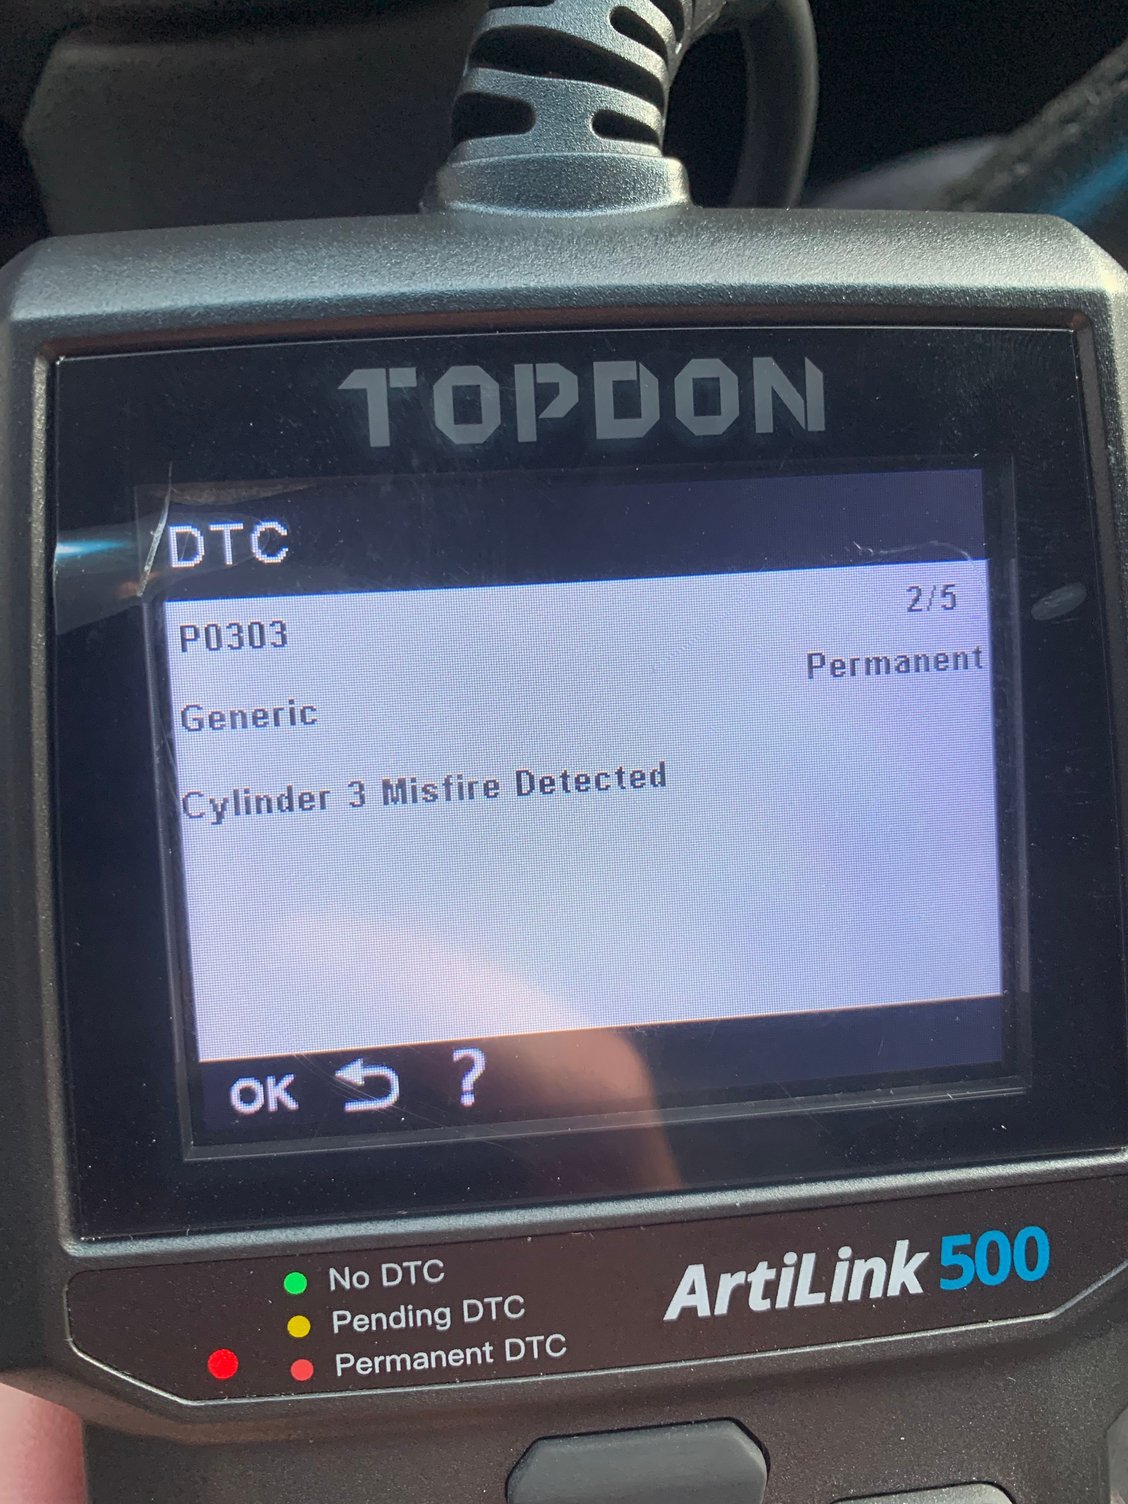 TOPDON
DTC
P0303
2/5
Permanent
Generic
Cylinder 3 Misfire Detected
OK ?
ArtiLink 500
No DTC
Pending DTC
Permanent DTC